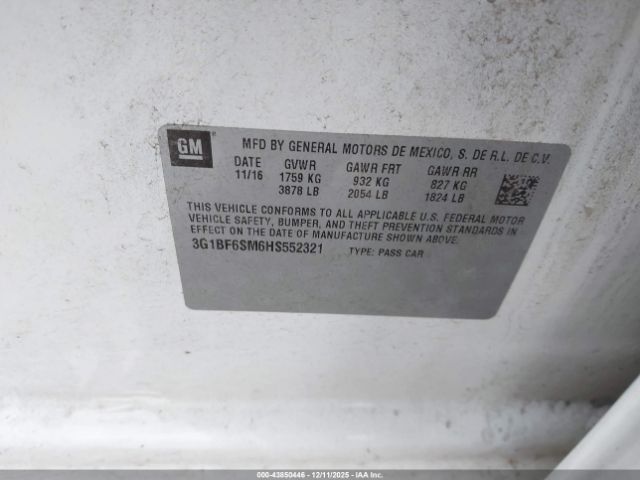 GM
MFD BY GENERAL MOTORS DE MEXICO, S. DE R.L. DE C.V.
DATE GVWR GAWR FRT GAWR RR
11/16 1759 KG 932 KG 827 KG
3878 LB 2054 LB 1824 LB
THIS VEHICLE CONFORMS TO ALL APPLICABLE U.S. FEDERAL MOTOR
VEHICLE SAFETY, BUMPER, AND THEFT PREVENTION STANDARDS IN
EFFECT ON THE DATE OF MANUFACTURE SHOWN ABOVE.
3G1BF6SM6HS552321 TYPE: PASS CAR
000-43850446 - 12/11/2025 - IAAI.COM